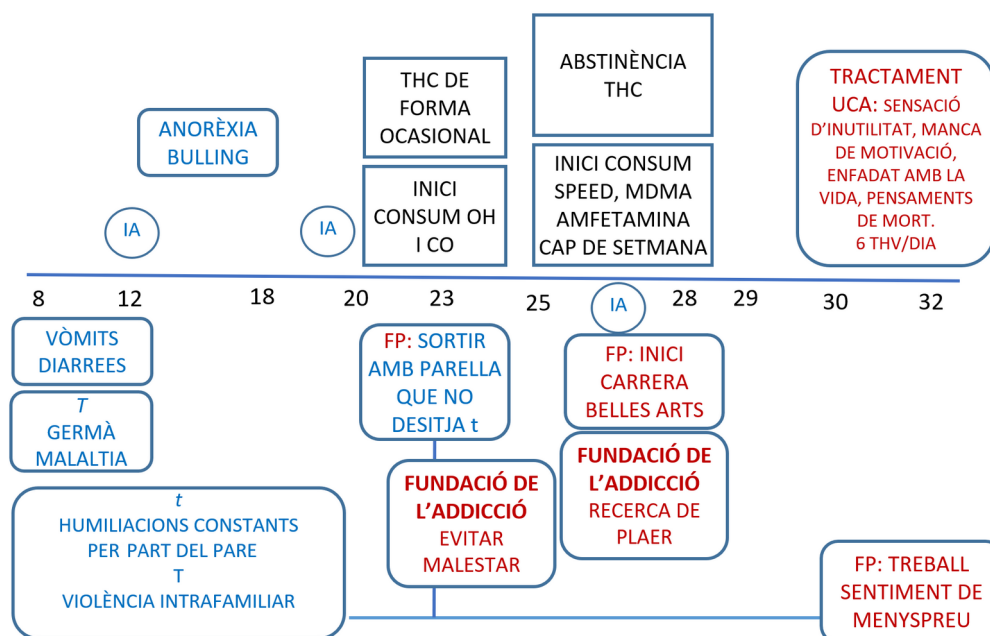 THC DE
FORMA
OCASIONAL
ABSTINÈNCIA
THC
TRACTAMENT
UCA: SENSACIÓ
D'INUTILITAT, MANCA
DE MOTIVACIÓ,
ENFADAT AMB LA
VIDA, PENSAMENTS
DE MORT.
6 THV/DIA
ANORÈXIA
BULLING
INICI
CONSUM OH
I CO
INICI CONSUM
SPEED, MDMA
AMFETAMINA
CAP DE SETMANA
IA
IA
8 12 18 20 23 25 28 29 30 32
IA
VÒMITS
DIARREES
FP: SORTIR
AMB PARELLA
QUE NO
DESITJA t
FP: INICI
CARRERA
BELLES ARTS
T
GERMÀ
MALALTIA
FUNDACIÓ DE
L'ADDICCIÓ
EVITAR
MALESTAR
FUNDACIÓ DE
L'ADDICCIÓ
RECERCA DE
PLAER
t
HUMILIACIONS CONSTANTS
PER PART DEL PARE
T
VIOLÈNCIA INTRAFAMILIAR
FP: TREBALL
SENTIMENT DE
MENYSPREU